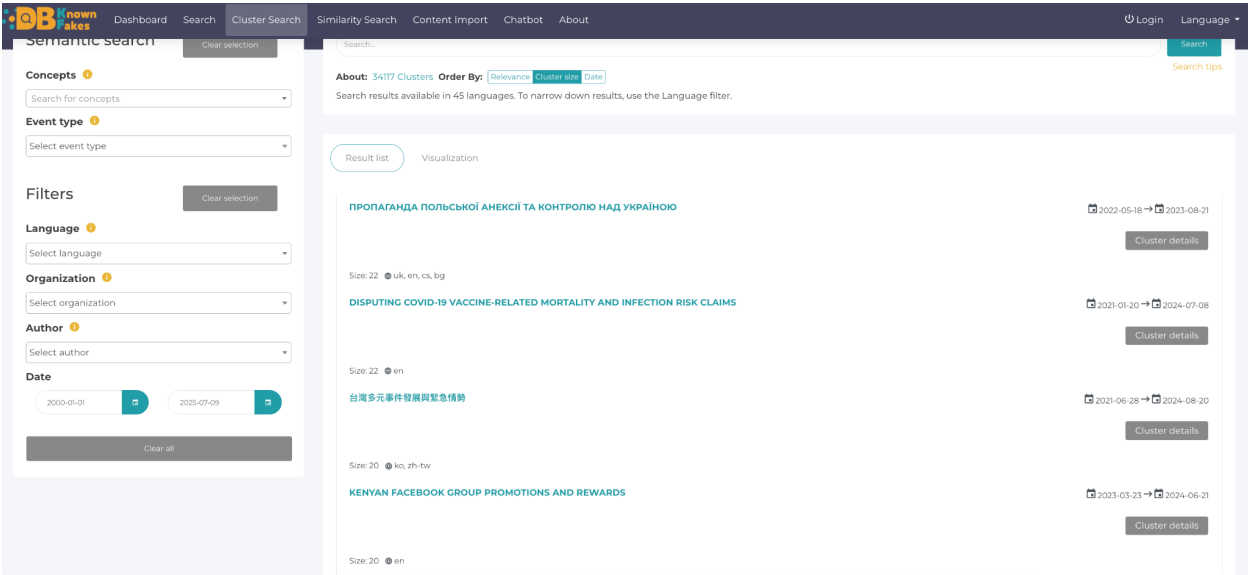 DB Known Fakes
Dashboard Search Cluster Search Similarity Search Content Import Chatbot About Login Language
Semantic search Clear selection
Concepts
Search for concepts
Event type
Select event type
Filters Clear selection
Language
Select language
Organization
Select organization
Author
Select author
Date
2000-01-01 2025-07-09
Clear all
Search... Search
Search tips
About: 34117 Clusters Order By: Relevance Cluster size Date
Search results available in 45 languages. To narrow down results, use the Language filter.
Result list Visualization
ПРОПАГАНДА ПОЛЬСЬКОЇ АНЕКСІЇ ТА КОНТРОЛЮ НАД УКРАЇНОЮ 2022-05-18 → 2023-08-21
Cluster details
Size: 22 uk, en, cs, bg
DISPUTING COVID-19 VACCINE-RELATED MORTALITY AND INFECTION RISK CLAIMS 2021-01-20 → 2024-07-08
Cluster details
Size: 22 en
台灣多元事件發展與緊急情勢 2021-06-28 → 2024-08-20
Cluster details
Size: 20 ko, zh-tw
KENYAN FACEBOOK GROUP PROMOTIONS AND REWARDS 2023-03-23 → 2024-06-21
Cluster details
Size: 20 en